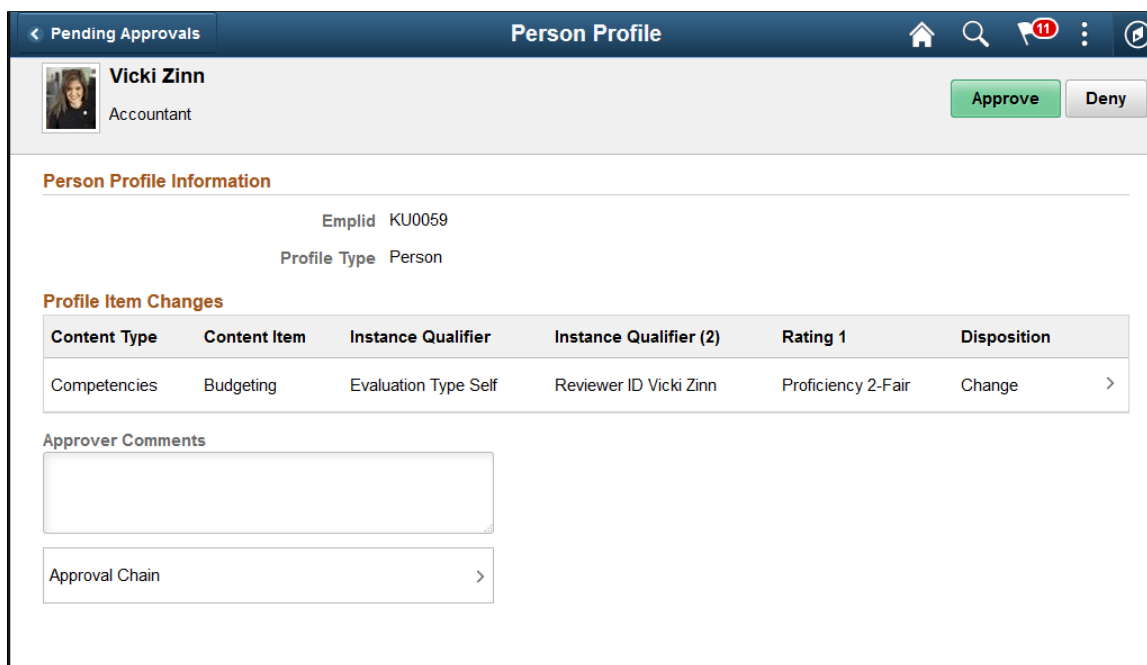 Pending Approvals Person Profile 11
Vicki Zinn
Accountant
Approve Deny
Person Profile Information
Emplid KU0059
Profile Type Person
Profile Item Changes
Content Type Content Item Instance Qualifier Instance Qualifier (2) Rating 1 Disposition
Competencies Budgeting Evaluation Type Self Reviewer ID Vicki Zinn Proficiency 2-Fair Change
Approver Comments
Approval Chain